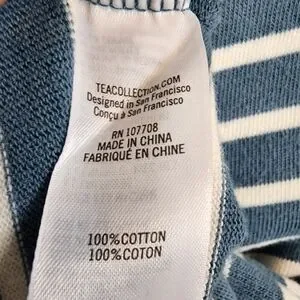 TEACOLLECTION.COM
Designed in San Francisco
Conçu à San Francisco
RN 107708
MADE IN CHINA
FABRIQUÉ EN CHINE
100% COTTON
100% COTON